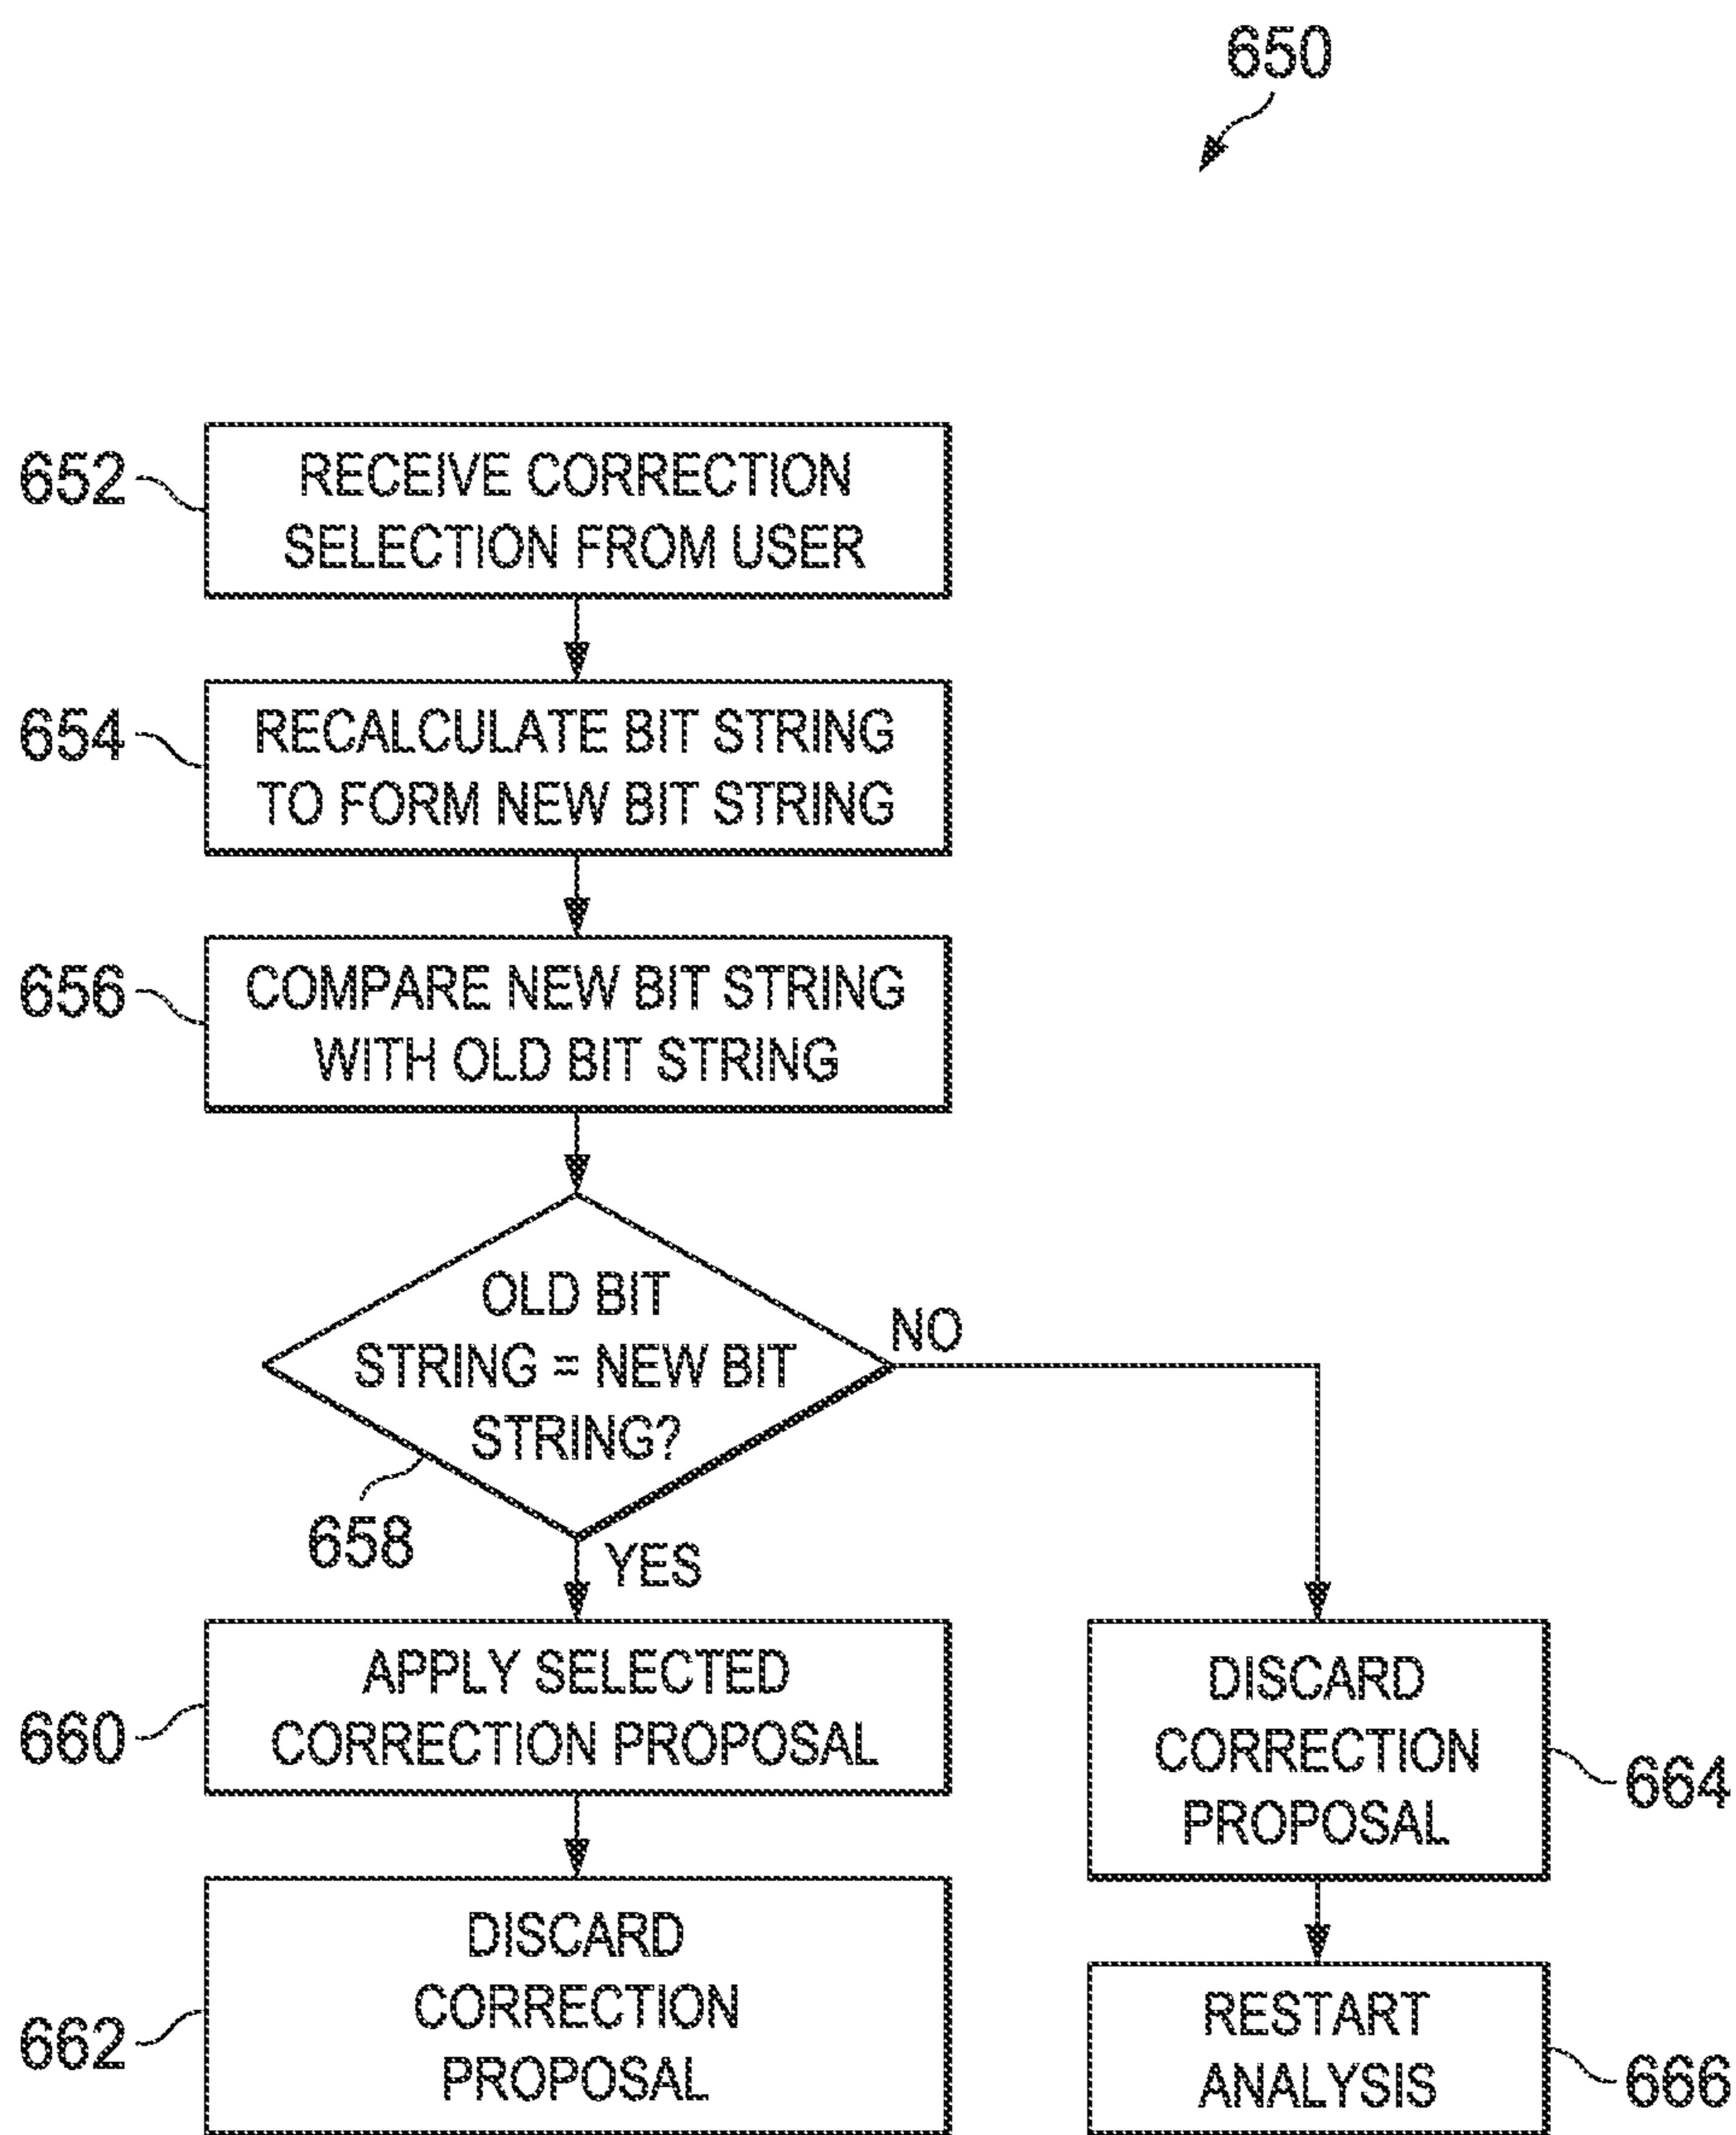 650
652
RECEIVE CORRECTION
SELECTION FROM USER
654
RECALCULATE BIT STRING
TO FORM NEW BIT STRING
656
COMPARE NEW BIT STRING
WITH OLD BIT STRING
OLD BIT
STRING = NEW BIT
STRING?
NO
658
YES
660
APPLY SELECTED
CORRECTION PROPOSAL
DISCARD
CORRECTION
PROPOSAL
664
662
DISCARD
CORRECTION
PROPOSAL
RESTART
ANALYSIS
666